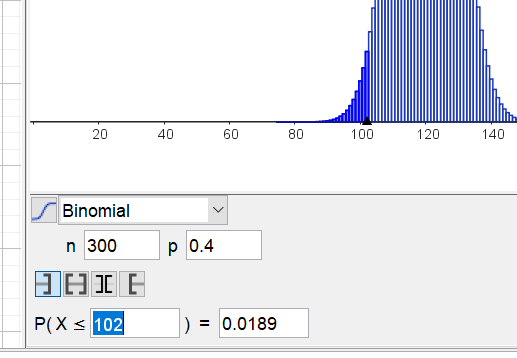 20 40 60 80 100 120 140
Binomial
n 300 p 0.4
P( X ≤ 102 ) = 0.0189